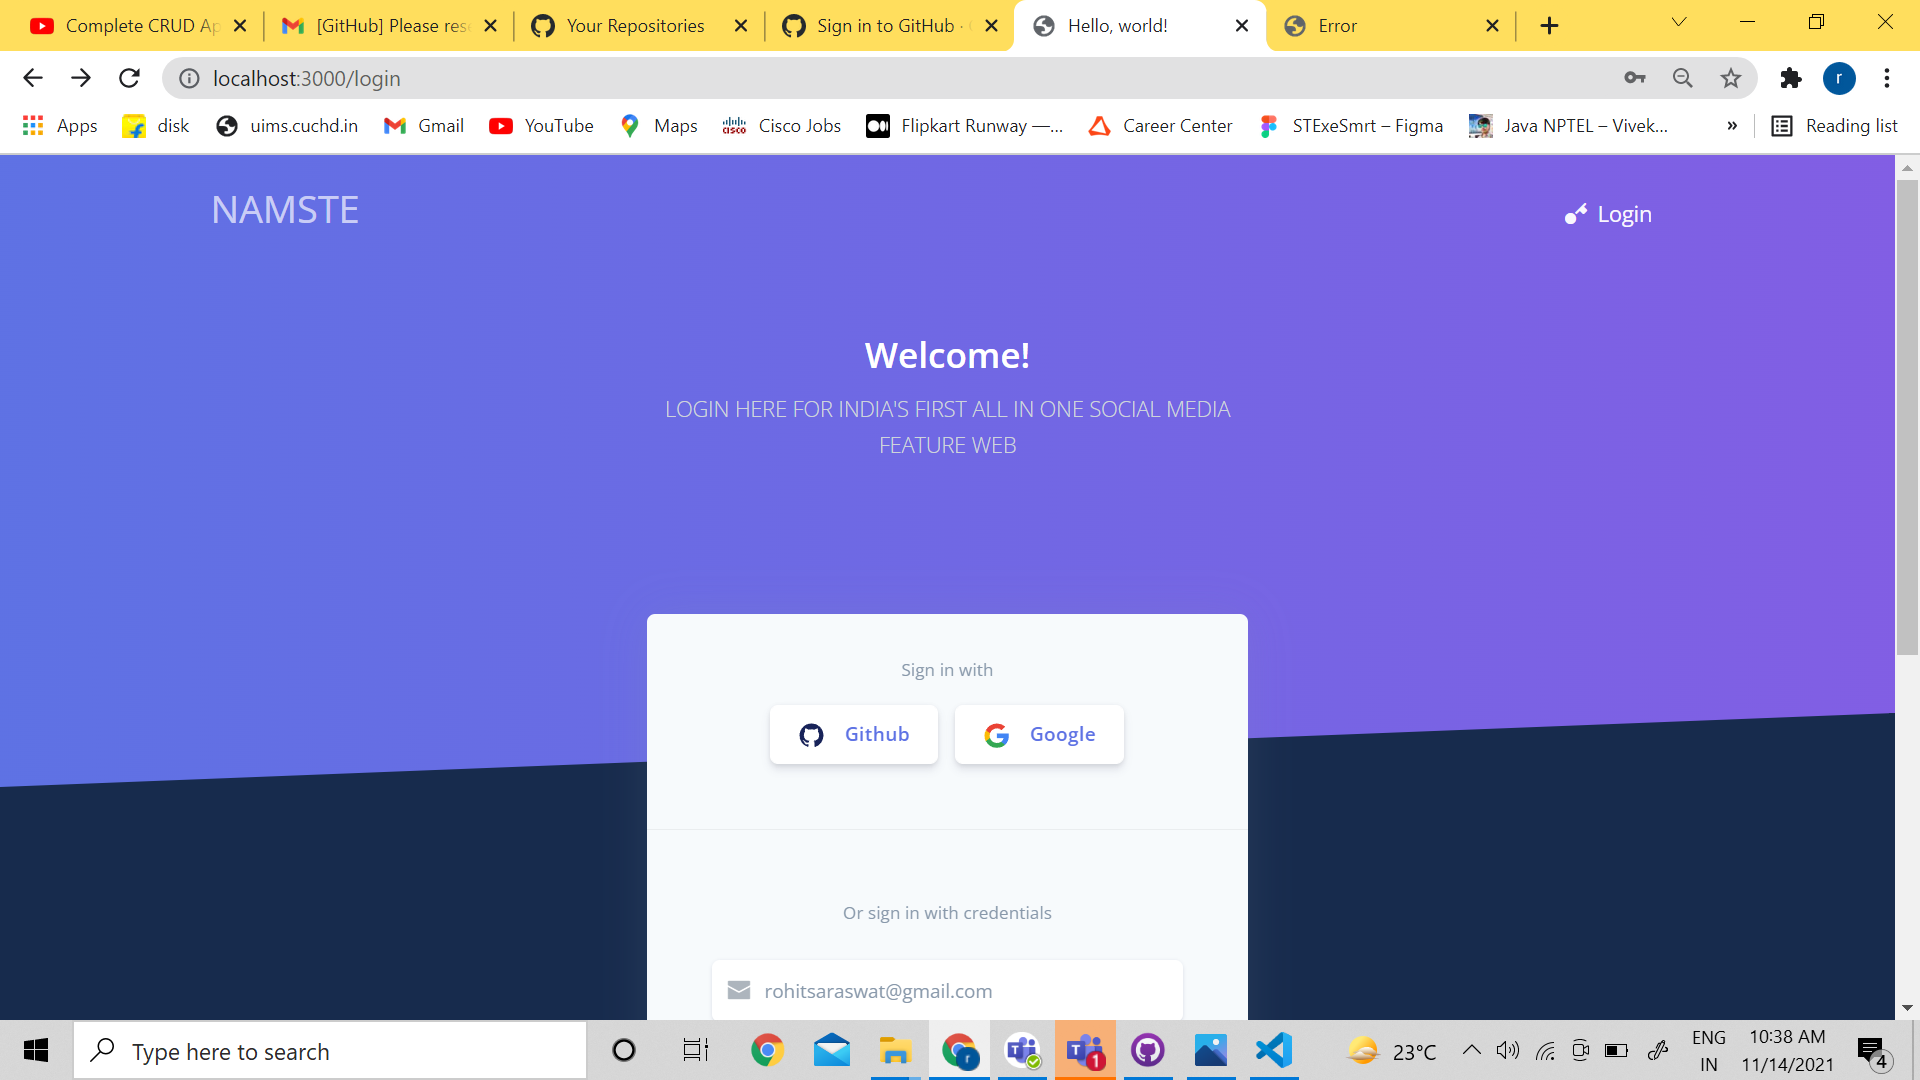 Complete CRUD Ap
[GitHub] Please rese
Your Repositories
Sign in to GitHub ·
Hello, world!
Error
localhost:3000/login
r
Apps
disk
uims.cuchd.in
Gmail
YouTube
Maps
CISCO
Cisco Jobs
Flipkart Runway —...
Career Center
STExeSmrt – Figma
Java NPTEL – Vivek...
»
Reading list
NAMSTE
Login
Welcome!
LOGIN HERE FOR INDIA'S FIRST ALL IN ONE SOCIAL MEDIA
FEATURE WEB
Sign in with
Github
Google
Or sign in with credentials
rohitsaraswat@gmail.com
Type here to search
r
T
T
1
23°C
ENG
IN
10:38 AM
11/14/2021
4